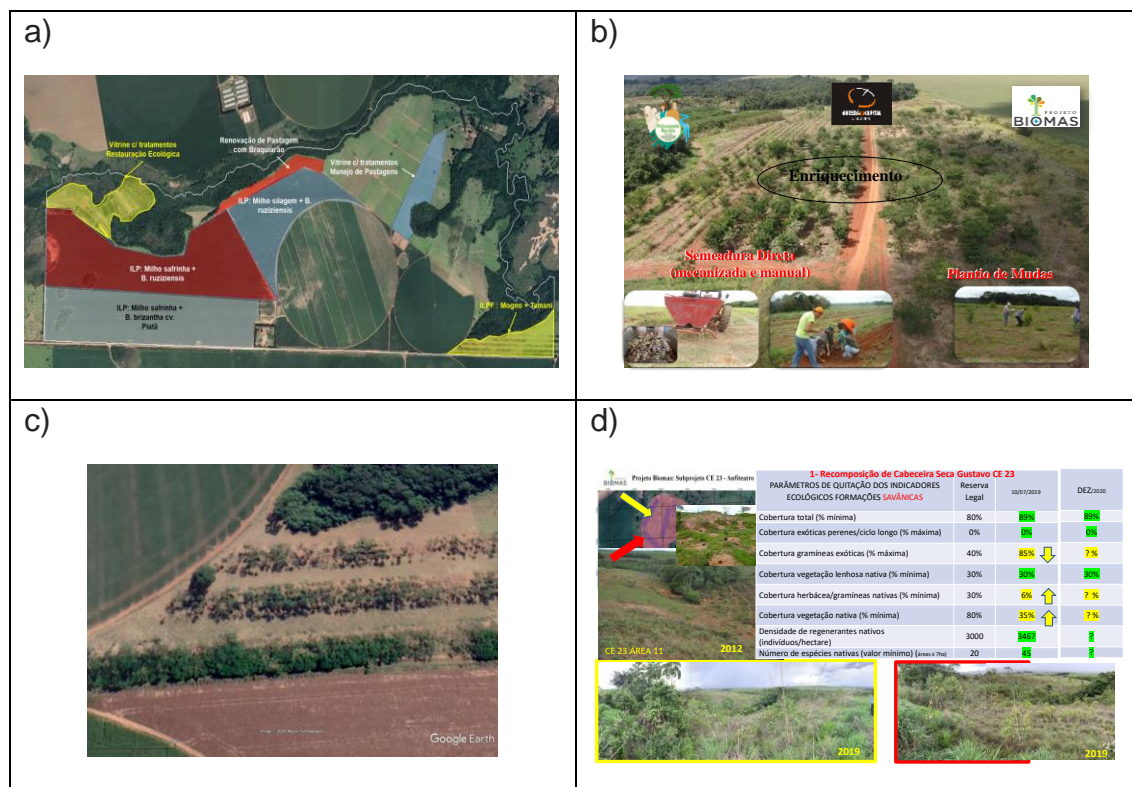 a)
Vitrine c/ tratamentos
Restauração Ecológica
Renovação de Pastagem
com Braquiarão
Vitrine c/ tratamentos
Manejo de Pastagens
ILP: Milho silagem + B.
ruziziensis
ILP: Milho safrinha +
B. ruziziensis
ILP: Milho safrinha +
B. brizantha cv.
Piatã
ILPF : Mogno + Tamani
b)
PROJETO
BIOMAS
Enriquecimento
Semeadura Direta
(mecanizada e manual)
Plantio de Mudas
c)
Google Earth
d)
BIOMAS
Projeto Biomas: Subprojeto CE 23 - Anfiteatro
CE 23 ÁREA 11
2012
1- Recomposição de Cabeceira Seca Gustavo CE 23
PARÂMETROS DE QUITAÇÃO DOS INDICADORES
ECOLÓGICOS FORMAÇÕES SAVÂNICAS
Reserva
Legal
10/07/2019
DEZ/2020
Cobertura total (% mínima) 80% 89% 89%
Cobertura exóticas perenes/ciclo longo (% máxima) 0% 0% 0%
Cobertura gramíneas exóticas (% máxima) 40% 85% ? %
Cobertura vegetação lenhosa nativa (% mínima) 30% 30% 30%
Cobertura herbácea/gramíneas nativas (% mínima) 30% 6% ? %
Cobertura vegetação nativa (% mínima) 80% 35% ? %
Densidade de regenerantes nativos
(indivíduos/hectare) 3000 3467 ?
Número de espécies nativas (valor mínimo) 20 45 ?
2019
2019